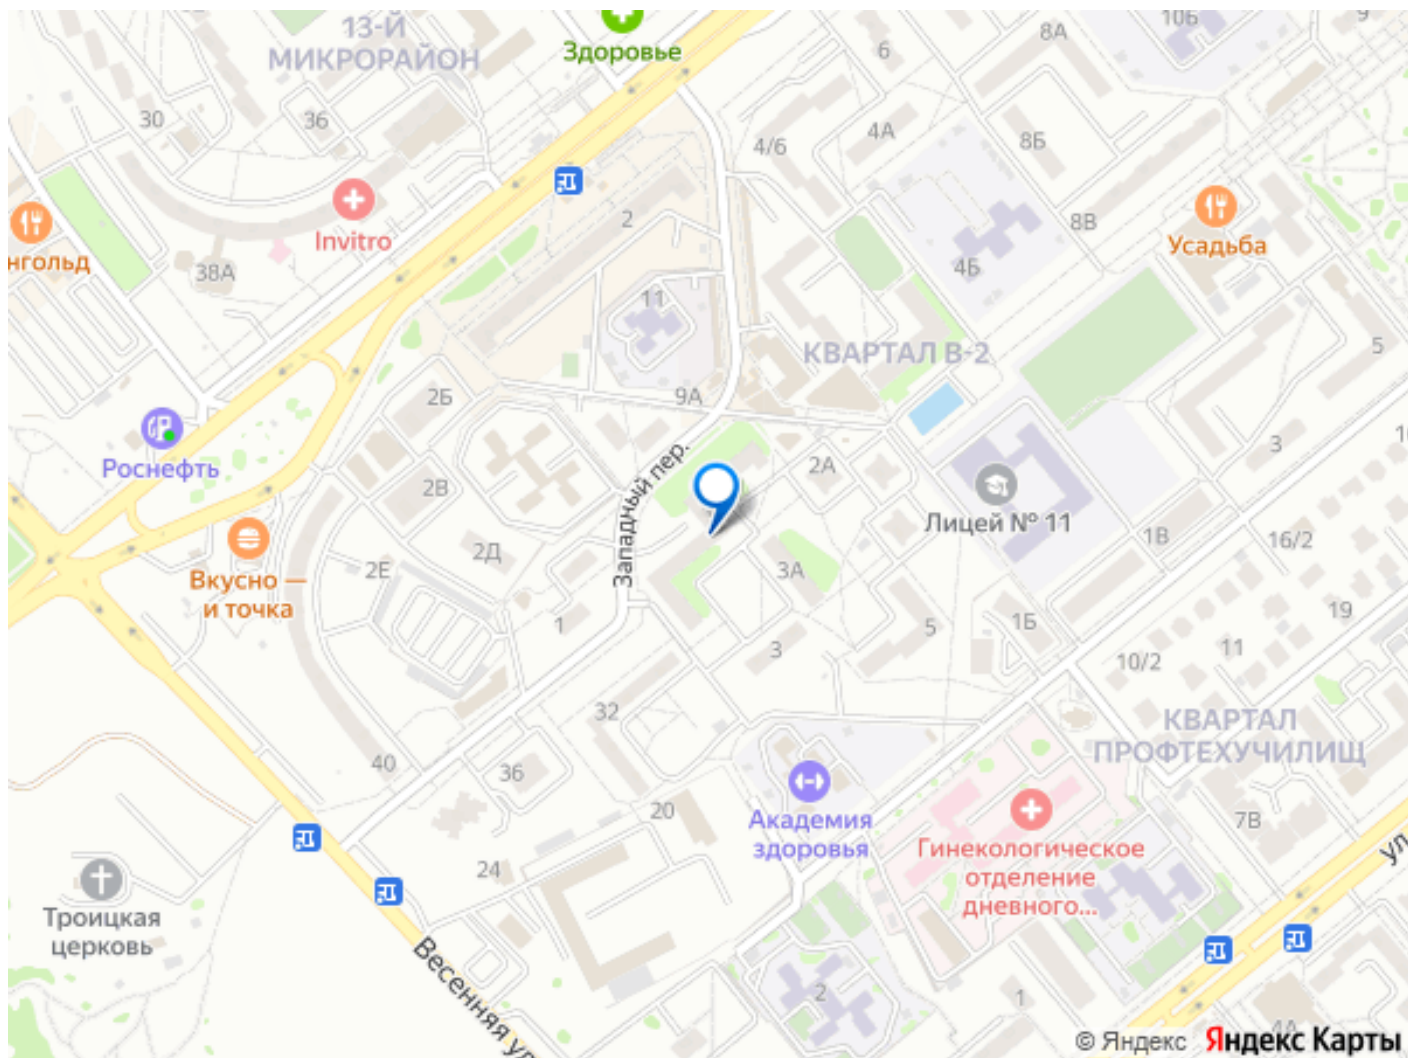 13-Й
МИКРОРАЙОН
Здоровье
10Б
9
8А
6
30
36
4А
4/6
8Б
2
8В
Invitro
Усадьба
нгольд
38А
4Б
11
КВАРТАЛ В-2
5
2Б
9А
3
Роснефть
2В
2А
Западный пер.
Лицей № 11
1В
16/2
2Д
2Е
3А
Вкусно —
и точка
1
5
1Б
19
3
11
10/2
32
КВАРТАЛ
ПРОФТЕХУЧИЛИЩ
40
36
20
Академия
здоровья
7В
Гинекологическое
отделение
дневного...
ул
24
Троицкая
церковь
Весенняя ул
2
1
4А
© Яндекс Яндекс Карты